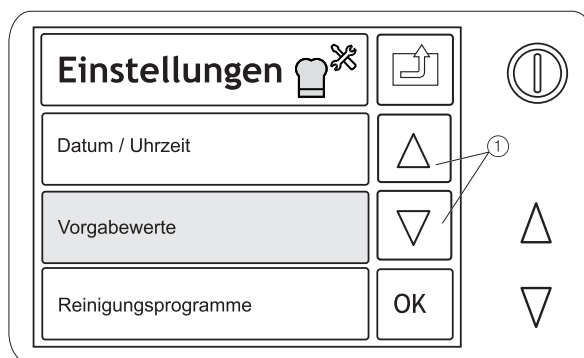 Einstellungen
Datum / Uhrzeit
1
Vorgabewerte
Reinigungsprogramme
OK